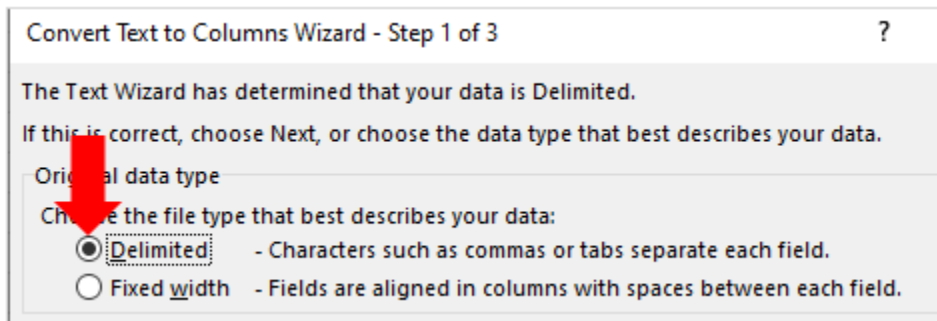 Convert Text to Columns Wizard - Step 1 of 3 ?
The Text Wizard has determined that your data is Delimited.
If this is correct, choose Next, or choose the data type that best describes your data.
Original data type
Choose the file type that best describes your data:
Delimited - Characters such as commas or tabs separate each field.
Fixed width - Fields are aligned in columns with spaces between each field.